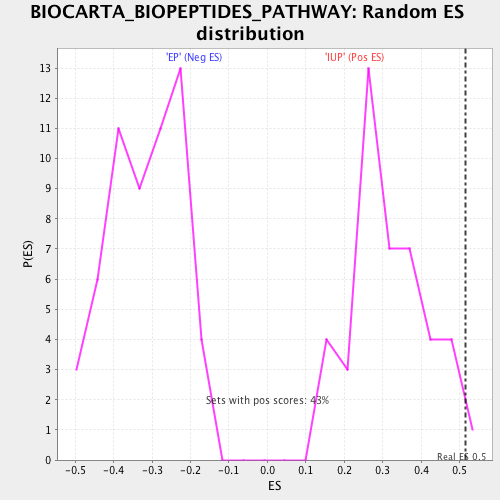 BIOCARTA_BIOPEPTIDES_PATHWAY: Random ES
distribution
'EP' (Neg ES) 'IUP' (Pos ES)
13
12
11
10
9
8
7
6
5
4
3
2
1
0
P(ES)
Sets with pos scores: 43%
Real ES 0.5
-0.5 -0.4 -0.3 -0.2 -0.1 0.0 0.1 0.2 0.3 0.4 0.5
ES